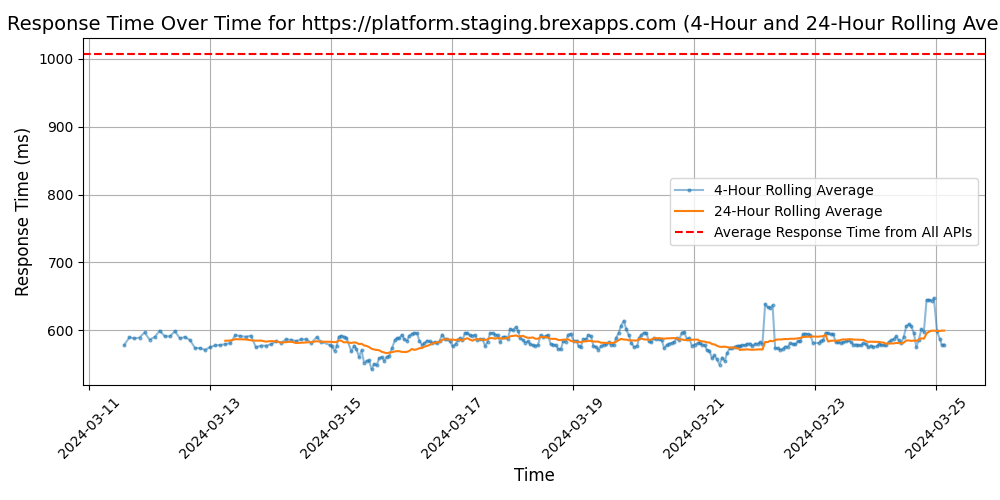 Response Time Over Time for https://platform.staging.brexapps.com (4-Hour and 24-Hour Rolling Ave
Response Time (ms)
1000
900
800
700
600
4-Hour Rolling Average
24-Hour Rolling Average
Average Response Time from All APIs
2024-03-11
2024-03-13
2024-03-15
2024-03-17
2024-03-19
2024-03-21
2024-03-23
2024-03-25
Time